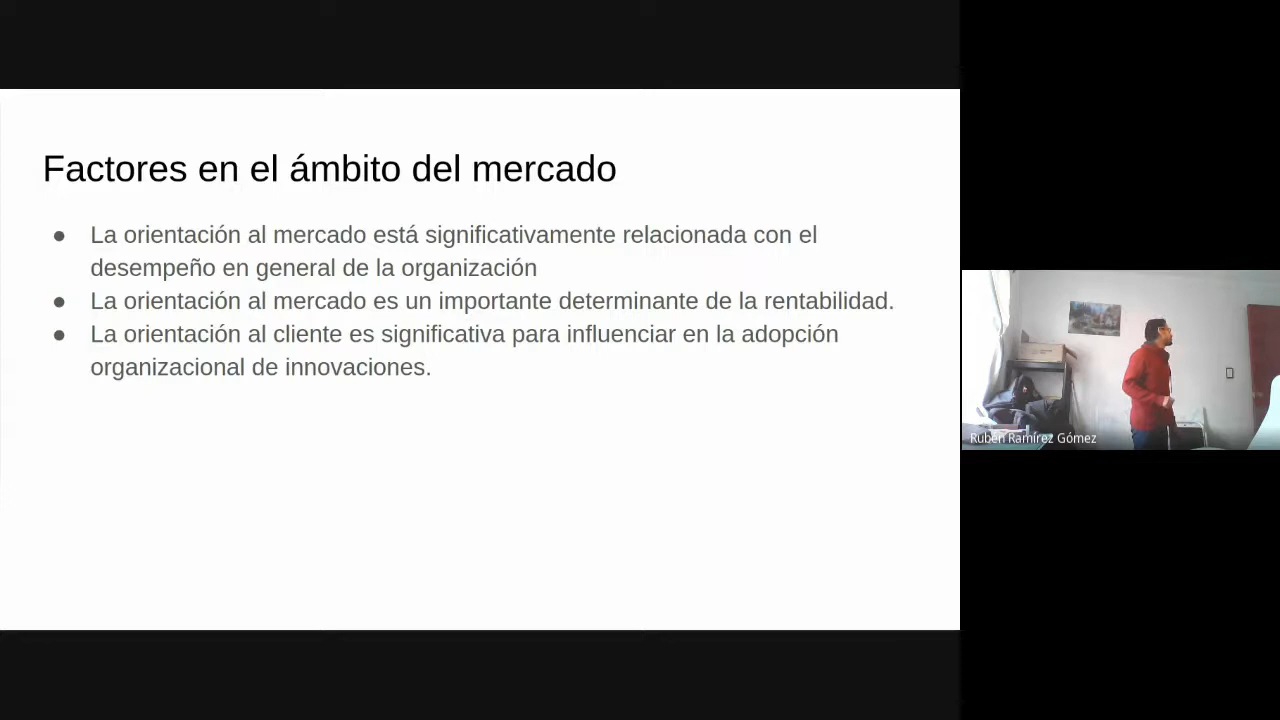 Factores en el ámbito del mercado
● La orientación al mercado está significativamente relacionada con el
desempeño en general de la organización
● La orientación al mercado es un importante determinante de la rentabilidad.
● La orientación al cliente es significativa para influenciar en la adopción
organizacional de innovaciones.
Rubén Ramírez Gómez